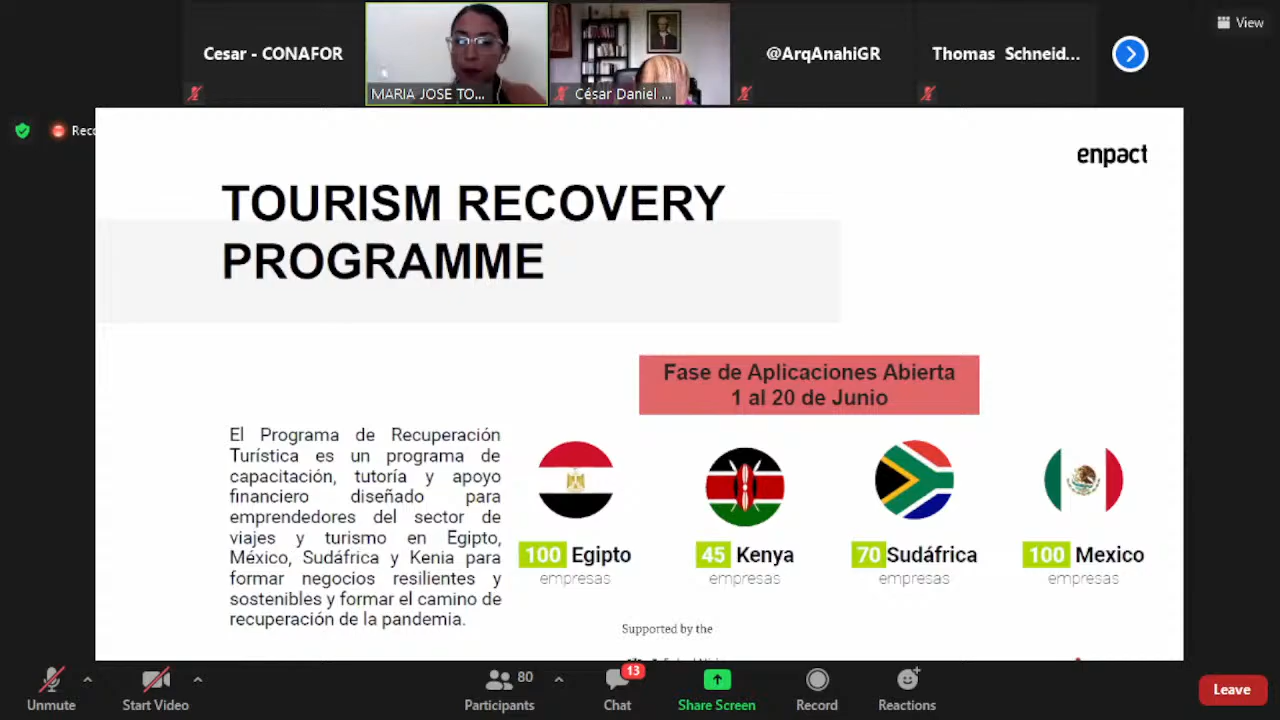 View
Cesar - CONAFOR
MARIA JOSE TO...
César Daniel ...
@ArqAnahiGR
Thomas Schneid...
Reco
enpact
TOURISM RECOVERY
PROGRAMME
Fase de Aplicaciones Abierta
1 al 20 de Junio
El Programa de Recuperación
Turística es un programa de
capacitación, tutoría y apoyo
financiero diseñado para
emprendedores del sector de
viajes y turismo en Egipto,
México, Sudáfrica y Kenia para
formar negocios resilientes y
sostenibles y formar el camino de
recuperación de la pandemia.
100 Egipto
empresas
45 Kenya
empresas
70 Sudáfrica
empresas
100 Mexico
empresas
Supported by the
Unmute
Start Video
80
Participants
13
Chat
Share Screen
Record
Reactions
Leave